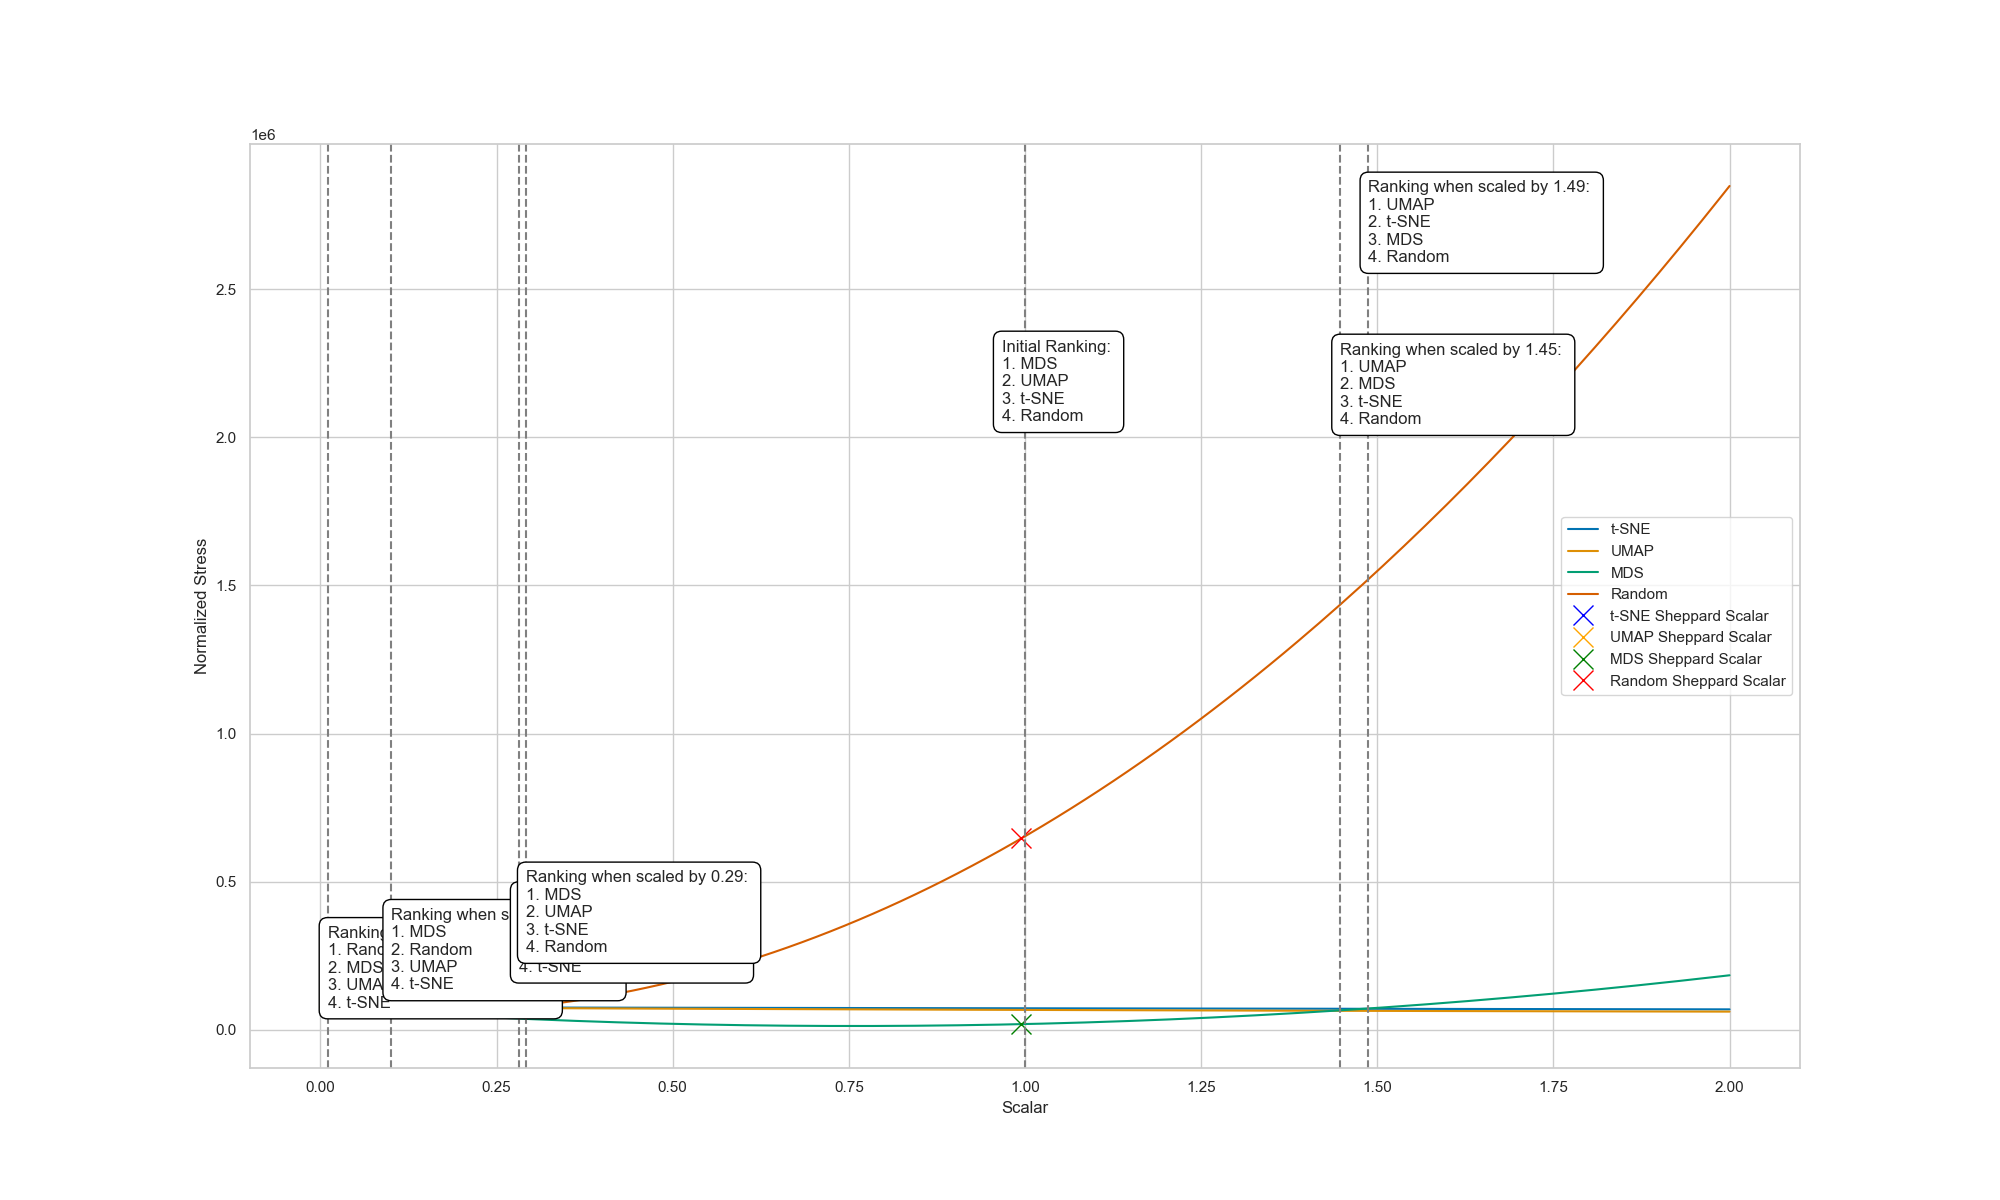 1e6
Ranking when scaled by 1.49:
1. UMAP
2. t-SNE
3. MDS
4. Random
2.5
Initial Ranking:
1. MDS
2. UMAP
3. t-SNE
4. Random
Ranking when scaled by 1.45:
1. UMAP
2. MDS
3. t-SNE
4. Random
2.0
1.5
1.0
0.5
0.0
Normalized Stress
t-SNE
UMAP
MDS
Random
t-SNE Sheppard Scalar
UMAP Sheppard Scalar
MDS Sheppard Scalar
Random Sheppard Scalar
Ranking when scaled by 0.29:
1. MDS
2. UMAP
3. t-SNE
4. Random
4. t-SNE
Ranking when
1. MDS
2. Random
3. UMAP
4. t-SNE
Ranking
1.
2. MDS
3.
4. t-SNE
0.00 0.25 0.50 0.75 1.00 1.25 1.50 1.75 2.00
Scalar